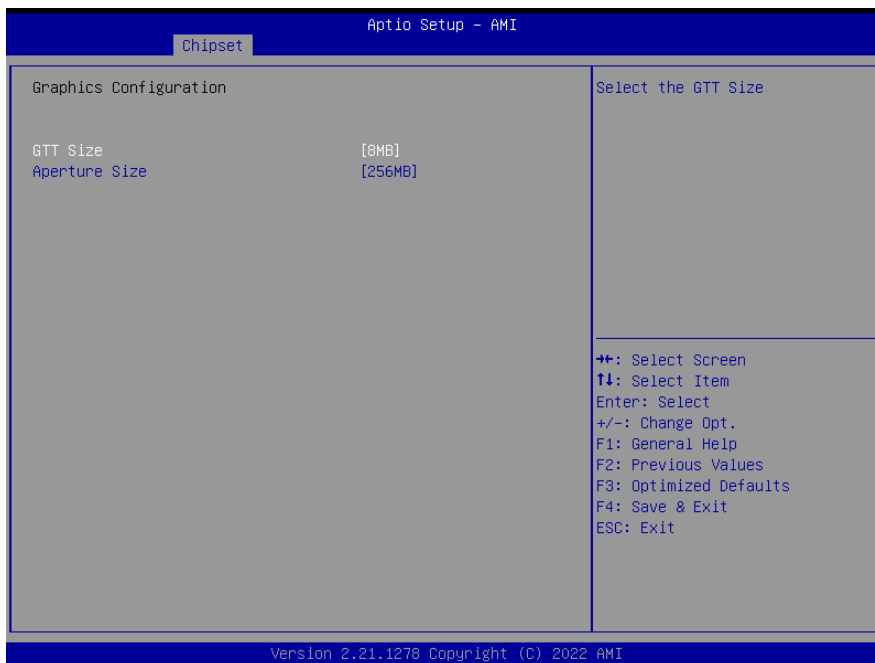 Aptio Setup – AMI
Chipset
Graphics Configuration
GTT Size [8MB]
Aperture Size [256MB]
Select the GTT Size
→←: Select Screen
↑↓: Select Item
Enter: Select
+/-: Change Opt.
F1: General Help
F2: Previous Values
F3: Optimized Defaults
F4: Save & Exit
ESC: Exit
Version 2.21.1278 Copyright (C) 2022 AMI